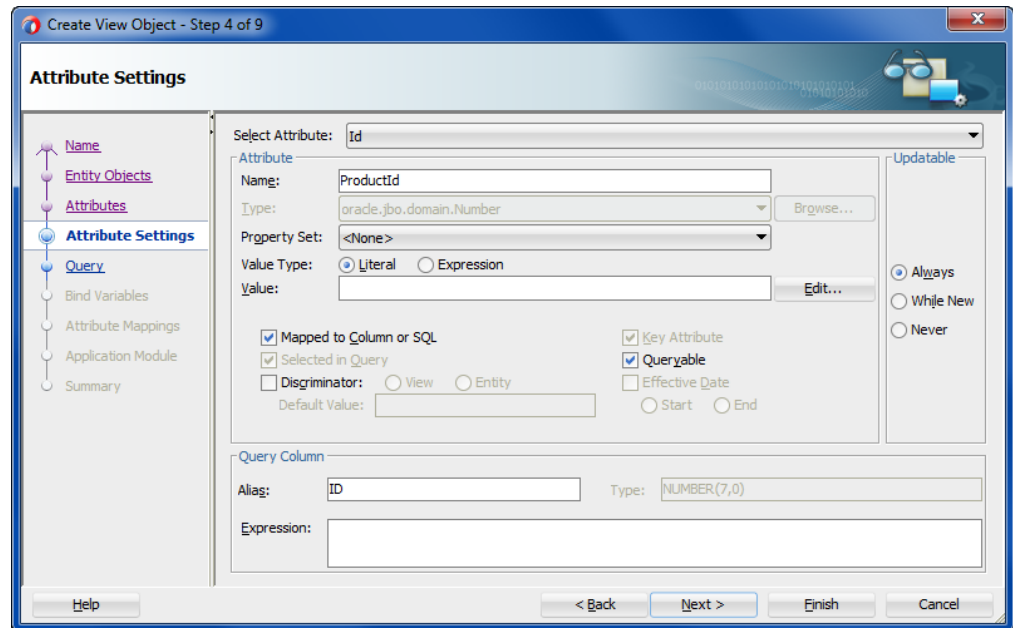 Create View Object - Step 4 of 9
X
Attribute Settings
Name
Entity Objects
Attributes
Attribute Settings
Query
Bind Variables
Attribute Mappings
Application Module
Summary
Select Attribute: Id
Attribute
Name: ProductId
Type: oracle.jbo.domain.Number Browse...
Property Set: <None>
Value Type: Literal Expression
Value: Edit...
Mapped to Column or SQL Key Attribute
Selected in Query Queryable
Discriminator: View Entity Effective Date
Default Value: Start End
Updatable
Always
While New
Never
Query Column
Alias: ID Type: NUMBER(7,0)
Expression:
Help < Back Next > Finish Cancel